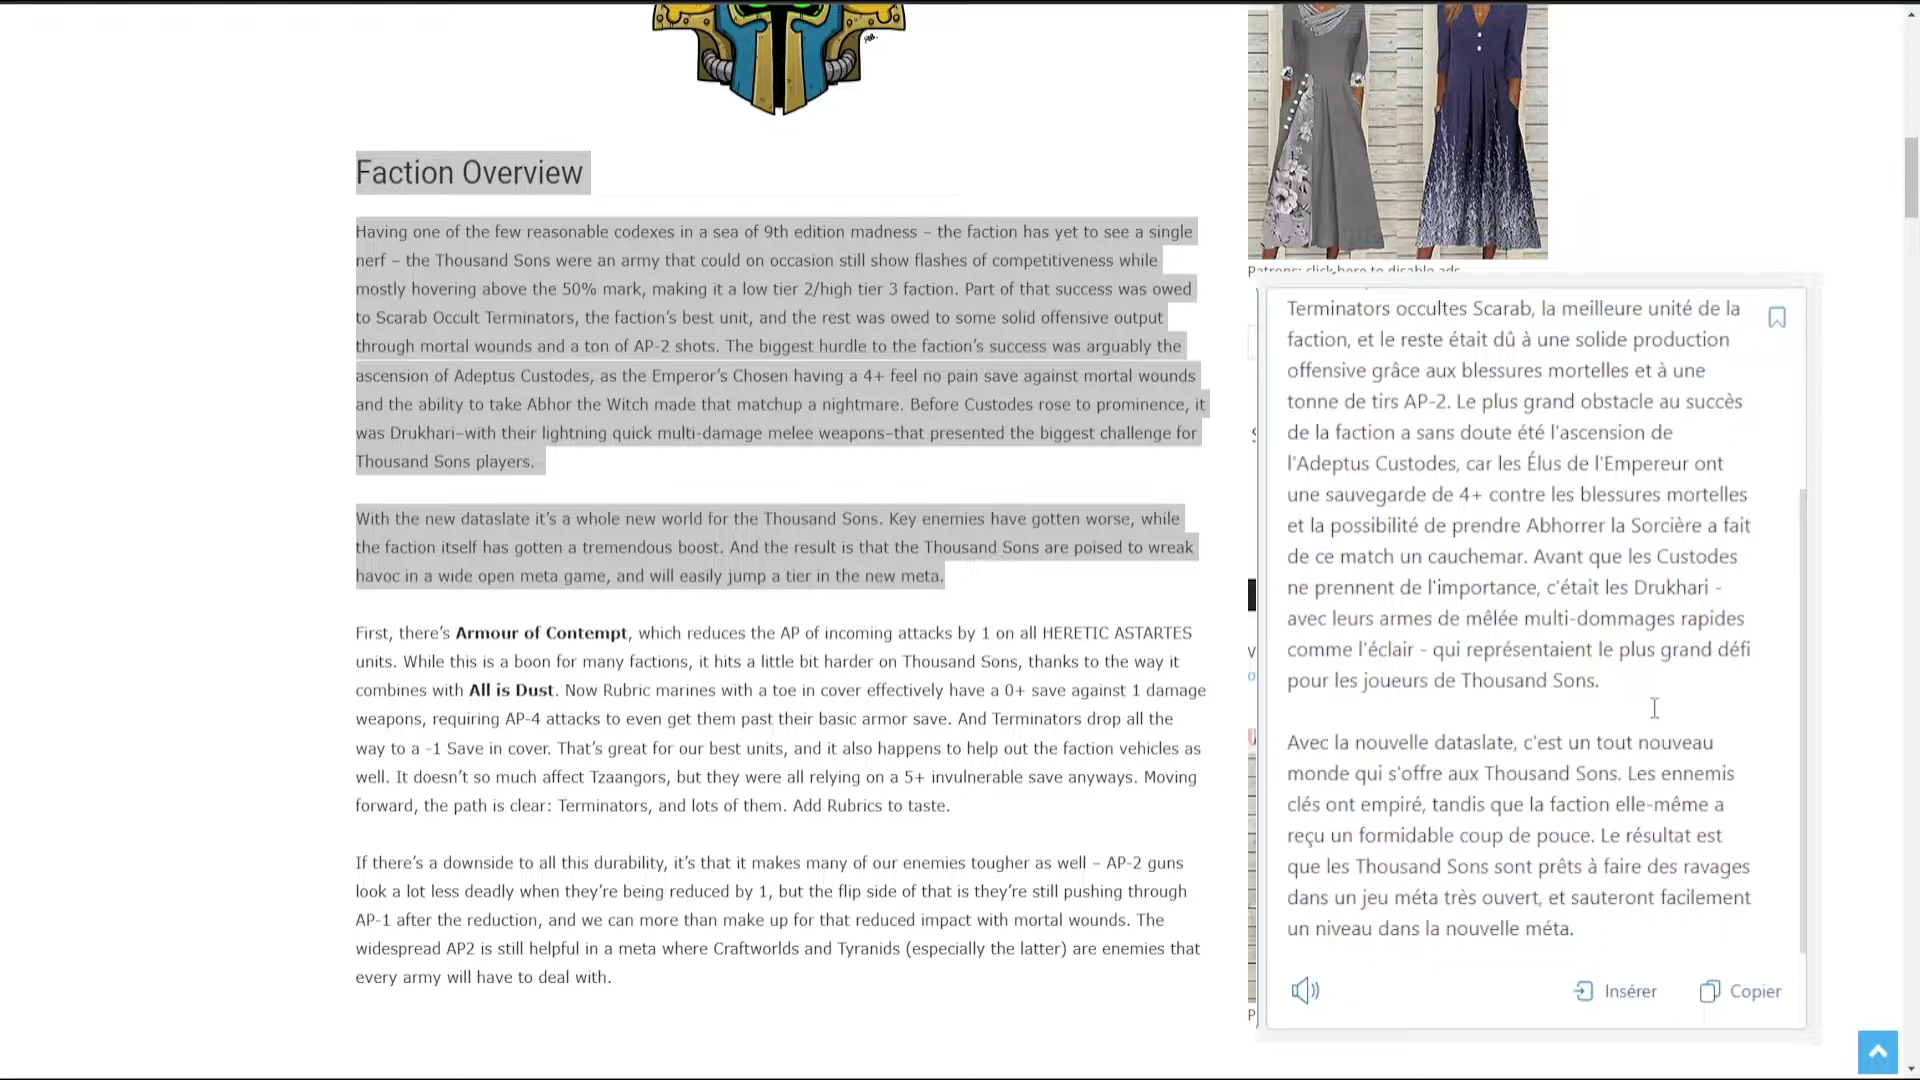 Faction Overview
Having one of the few reasonable codexes in a sea of 9th edition madness – the faction has yet to see a single
nerf – the Thousand Sons were an army that could on occasion still show flashes of competitiveness while
mostly hovering above the 50% mark, making it a low tier 2/high tier 3 faction. Part of that success was owed
to Scarab Occult Terminators, the faction’s best unit, and the rest was owed to some solid offensive output
through mortal wounds and a ton of AP-2 shots. The biggest hurdle to the faction’s success was arguably the
ascension of Adeptus Custodes, as the Emperor’s Chosen having a 4+ feel no pain save against mortal wounds
and the ability to take Abhor the Witch made that matchup a nightmare. Before Custodes rose to prominence, it
was Drukhari–with their lightning quick multi-damage melee weapons–that presented the biggest challenge for
Thousand Sons players.
With the new dataslate it’s a whole new world for the Thousand Sons. Key enemies have gotten worse, while
the faction itself has gotten a tremendous boost. And the result is that the Thousand Sons are poised to wreak
havoc in a wide open meta game, and will easily jump a tier in the new meta.
First, there’s Armour of Contempt, which reduces the AP of incoming attacks by 1 on all HERETIC ASTARTES
units. While this is a boon for many factions, it hits a little bit harder on Thousand Sons, thanks to the way it
combines with All is Dust. Now Rubric marines with a toe in cover effectively have a 0+ save against 1 damage
weapons, requiring AP-4 attacks to even get them past their basic armor save. And Terminators drop all the
way to a -1 Save in cover. That’s great for our best units, and it also happens to help out the faction vehicles as
well. It doesn’t so much affect Tzaangors, but they were all relying on a 5+ invulnerable save anyways. Moving
forward, the path is clear: Terminators, and lots of them. Add Rubrics to taste.
If there’s a downside to all this durability, it’s that it makes many of our enemies tougher as well – AP-2 guns
look a lot less deadly when they’re being reduced by 1, but the flip side of that is they’re still pushing through
AP-1 after the reduction, and we can more than make up for that reduced impact with mortal wounds. The
widespread AP2 is still helpful in a meta where Craftworlds and Tyranids (especially the latter) are enemies that
every army will have to deal with.
Patrons: click here to disable ads
Terminators occultes Scarab, la meilleure unité de la
faction, et le reste était dû à une solide production
offensive grâce aux blessures mortelles et à une
tonne de tirs AP-2. Le plus grand obstacle au succès
de la faction a sans doute été l'ascension de
l'Adeptus Custodes, car les Élus de l'Empereur ont
une sauvegarde de 4+ contre les blessures mortelles
et la possibilité de prendre Abhorrer la Sorcière a fait
de ce match un cauchemar. Avant que les Custodes
ne prennent de l'importance, c'était les Drukhari -
avec leurs armes de mêlée multi-dommages rapides
comme l'éclair - qui représentaient le plus grand défi
pour les joueurs de Thousand Sons.
Avec la nouvelle dataslate, c'est un tout nouveau
monde qui s'offre aux Thousand Sons. Les ennemis
clés ont empiré, tandis que la faction elle-même a
reçu un formidable coup de pouce. Le résultat est
que les Thousand Sons sont prêts à faire des ravages
dans un jeu méta très ouvert, et sauteront facilement
un niveau dans la nouvelle méta.
Insérer
Copier